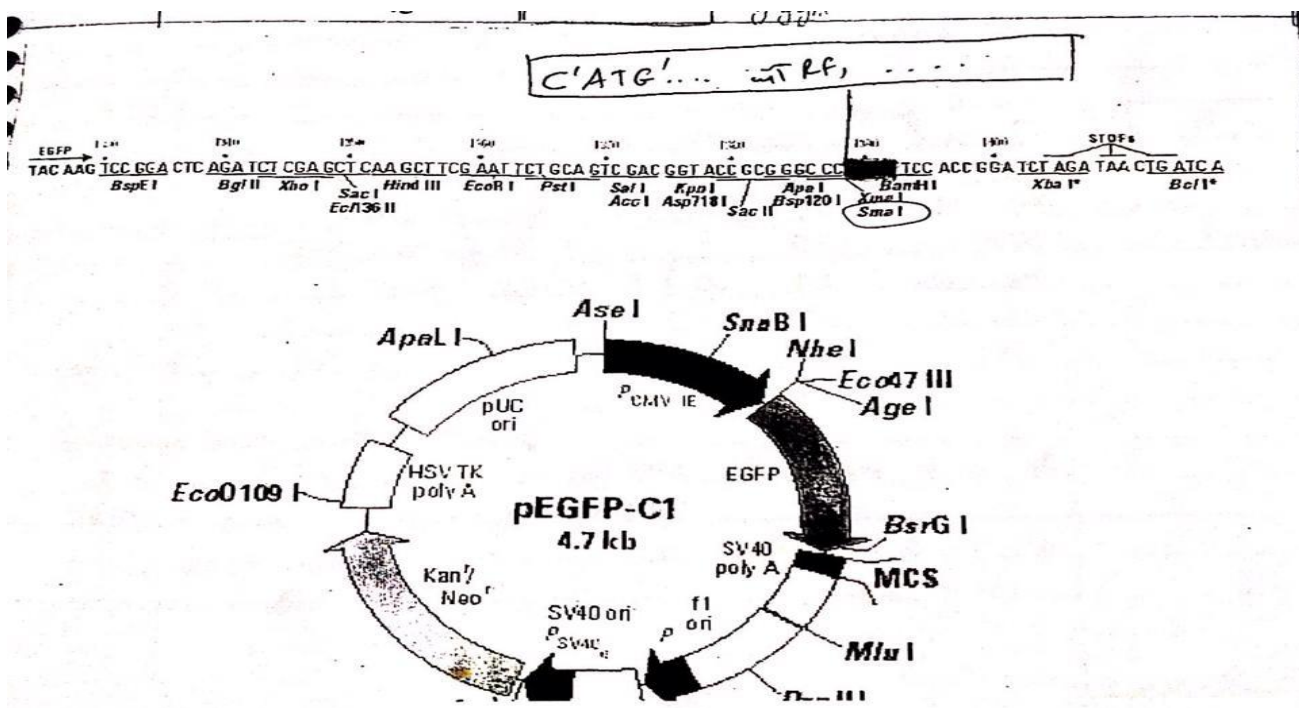 C'ATG'.... mTRF, ......
EGFP
STOPs
TAC AAG TCC GGA CTC AGA TCT CGA GCT CAA GCT TCG AAT TCT GCA GTC GAC GGT ACC GCG GGC CC TCC ACC GGA TCT AGA TAA CTG ATC A
BspE I Bgl II Xho I Hind III EcoR I Pst I Sal I Kpn I Apa I BamH I Xba I* Bcl I*
Sac I Acc I Asp718 I Bsp120 I Xma I
Ecl136 II Sac II Sma I
Ase I
SnaB I
ApaL I
Nhe I
Eco47 III
Age I
P CMV IE
pUC
ori
EGFP
HSV TK
poly A
EcoO109 I
pEGFP-C1
4.7 kb
BsrG I
SV40
poly A
MCS
Kan r/
Neo r
f1
ori
SV40 ori
P SV40 e
P
Mlu I